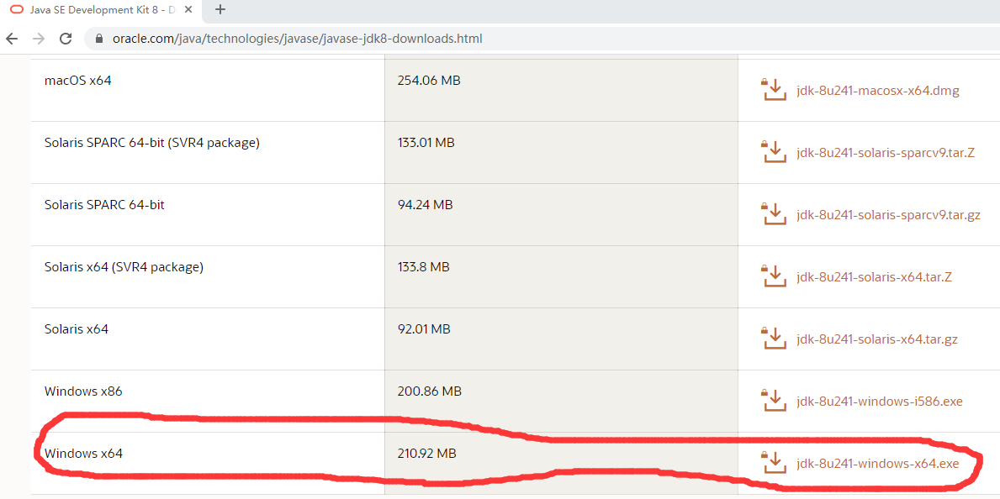 Java SE Development Kit 8 - D
oracle.com/java/technologies/javase/javase-jdk8-downloads.html
macOS x64 254.06 MB jdk-8u241-macosx-x64.dmg
Solaris SPARC 64-bit (SVR4 package) 133.01 MB jdk-8u241-solaris-sparcv9.tar.Z
Solaris SPARC 64-bit 94.24 MB jdk-8u241-solaris-sparcv9.tar.gz
Solaris x64 (SVR4 package) 133.8 MB jdk-8u241-solaris-x64.tar.Z
Solaris x64 92.01 MB jdk-8u241-solaris-x64.tar.gz
Windows x86 200.86 MB jdk-8u241-windows-i586.exe
Windows x64 210.92 MB jdk-8u241-windows-x64.exe